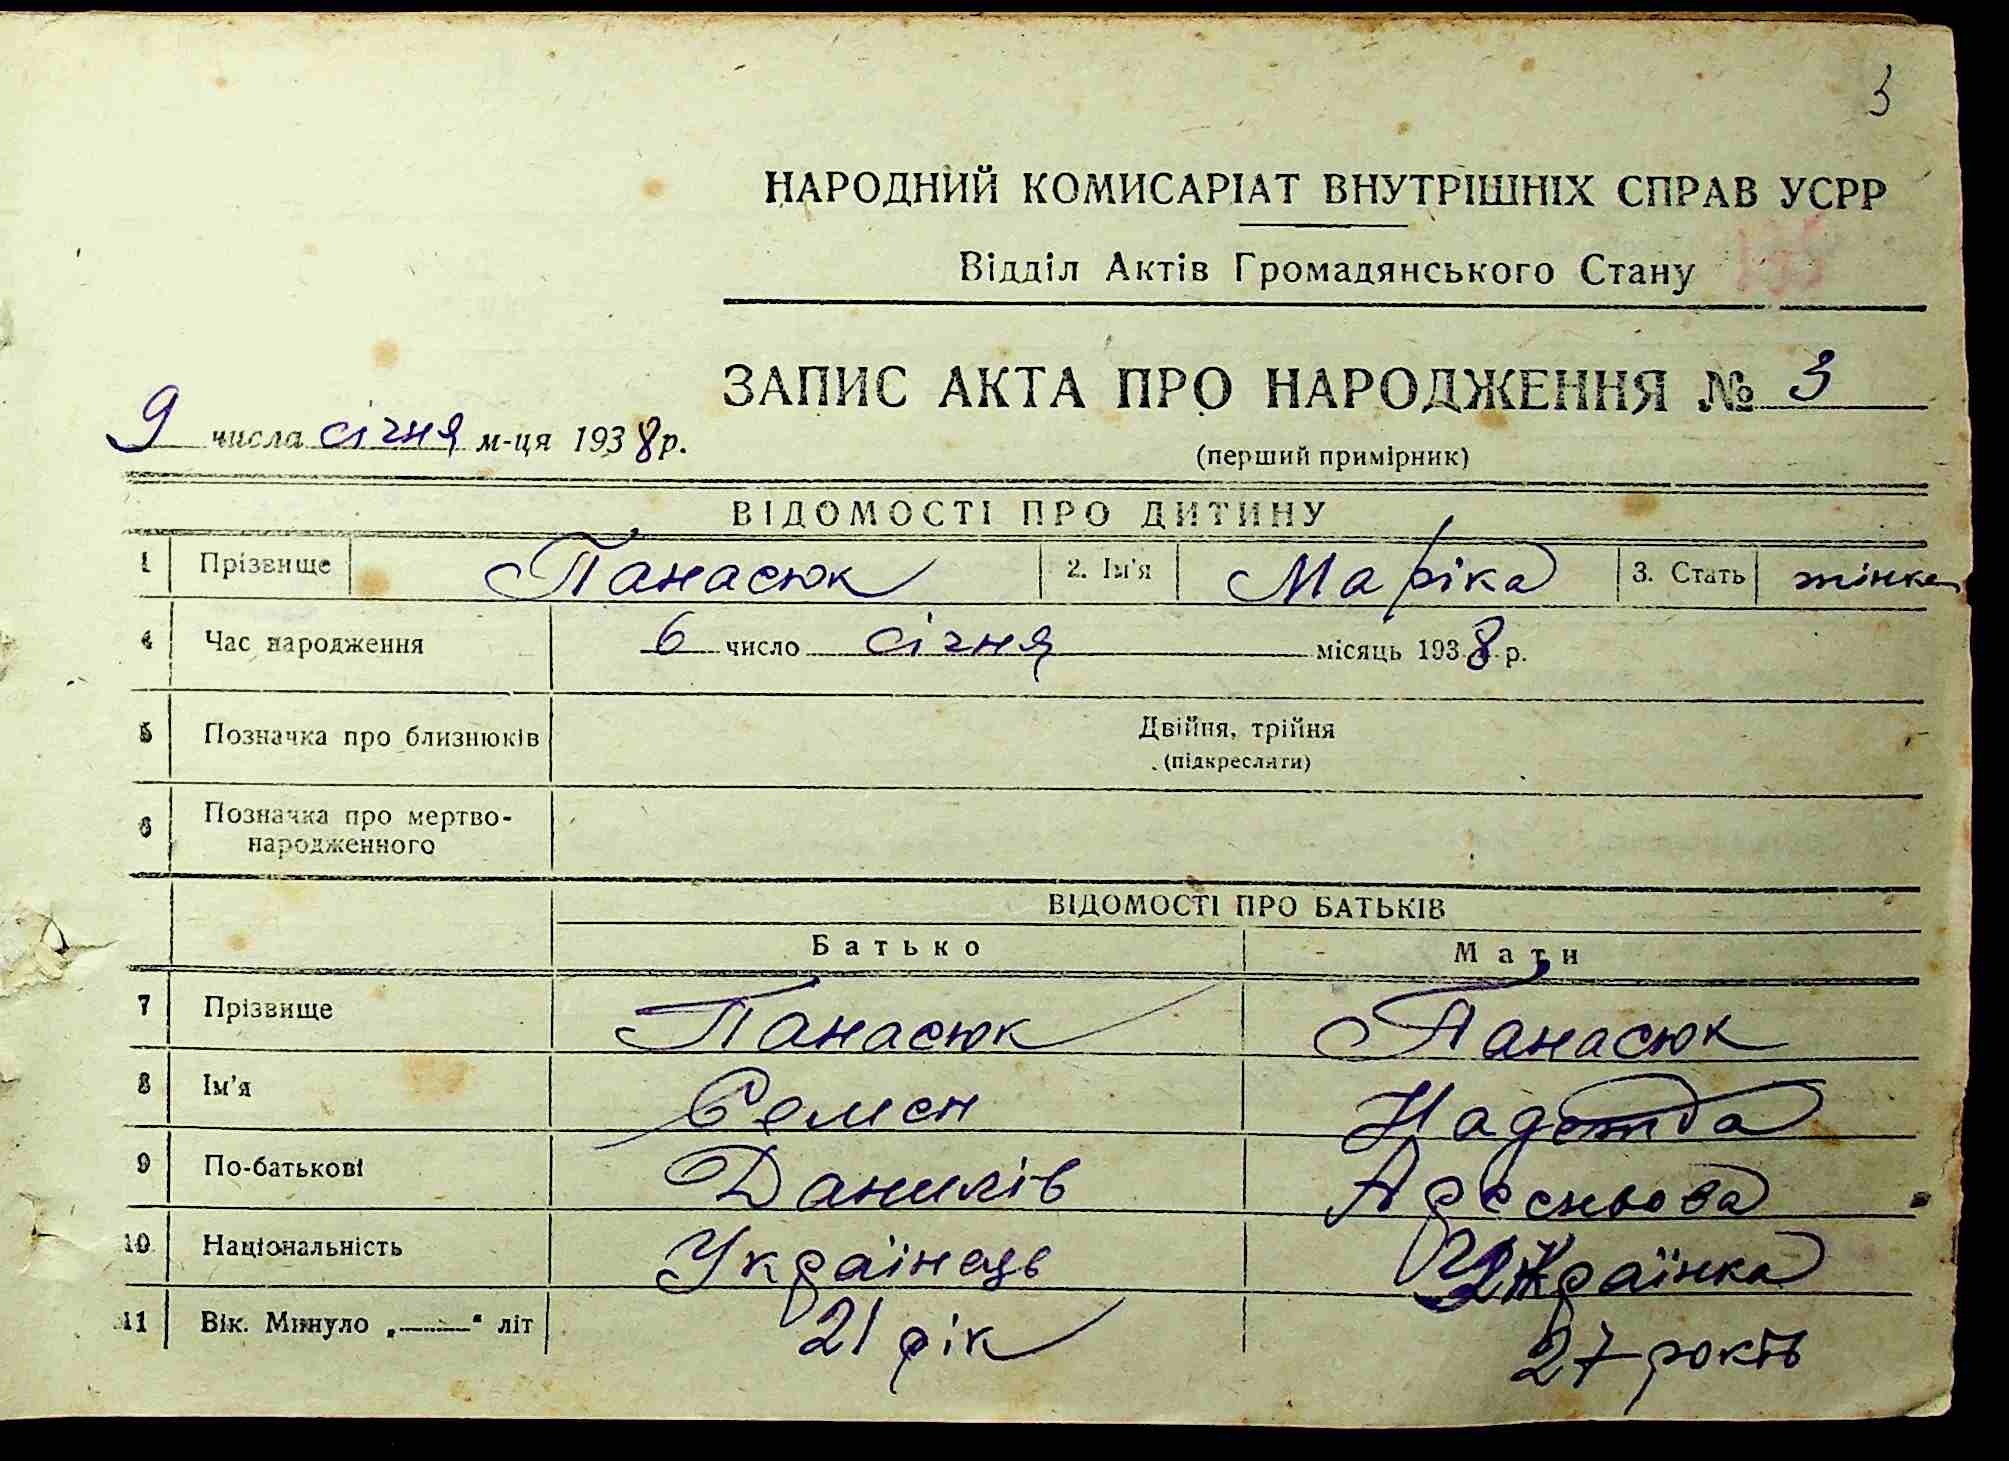 3
НАРОДНИЙ КОМИСАРІАТ ВНУТРІШНІХ СПРАВ УСРР
Відділ Актів Громадянського Стану
ЗАПИС АКТА ПРО НАРОДЖЕННЯ № 3
9 числа січня м-ця 1938 р.
(перший примірник)
ВІДОМОСТІ ПРО ДИТИНУ
1 Прізвище Панасюк 2. Ім'я Маріка 3. Стать жінка
4 Час народження 6 число січня місяць 1938 р.
5 Позначка про близнюків Двійня, трійня
(підкреслити)
6 Позначка про мертво-
народженного
ВІДОМОСТІ ПРО БАТЬКІВ
Батько Мати
7 Прізвище Панасюк Панасюк
8 Ім'я Семен
9 По-батькові Данилів
10 Національність Українець Українка
11 Вік. Минуло „ “ літ 21 рік 27 років